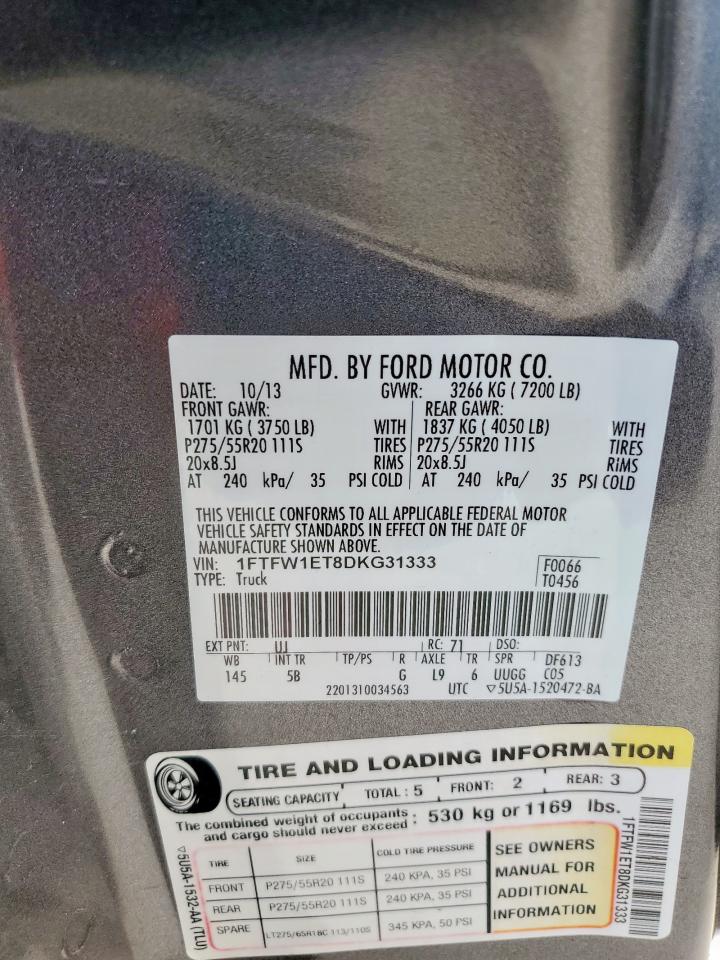 MFD. BY FORD MOTOR CO.
DATE: 10/13 GVWR: 3266 KG ( 7200 LB)
FRONT GAWR: REAR GAWR:
1701 KG ( 3750 LB) WITH 1837 KG ( 4050 LB) WITH
P275/55R20 111S TIRES P275/55R20 111S TIRES
20x8.5J RIMS 20x8.5J RIMS
AT 240 kPa/ 35 PSI COLD AT 240 kPa/ 35 PSI COLD
THIS VEHICLE CONFORMS TO ALL APPLICABLE FEDERAL MOTOR
VEHICLE SAFETY STANDARDS IN EFFECT ON THE DATE OF
MANUFACTURE SHOWN ABOVE.
VIN: 1FTFW1ET8DKG31333 F0066
TYPE: Truck T0456
EXT PNT: UJ RC: 71 DSO:
WB INT TR TP/PS R AXLE TR SPR DF613
145 5B G L9 6 UUGG C05
2201310034563 UTC ▽5U5A-1520472-BA
TIRE AND LOADING INFORMATION
SEATING CAPACITY TOTAL : 5 FRONT: 2 REAR: 3
The combined weight of occupants
and cargo should never exceed : 530 kg or 1169 lbs.
TIRE SIZE COLD TIRE PRESSURE
FRONT P275/55R20 111S 240 KPA, 35 PSI
REAR P275/55R20 111S 240 KPA, 35 PSI
SPARE LT275/65R18C 113/110S 345 KPA, 50 PSI
SEE OWNERS
MANUAL FOR
ADDITIONAL
INFORMATION
▽5U5A-1532-AA (TLU)
1FTFW1ET8DKG31333